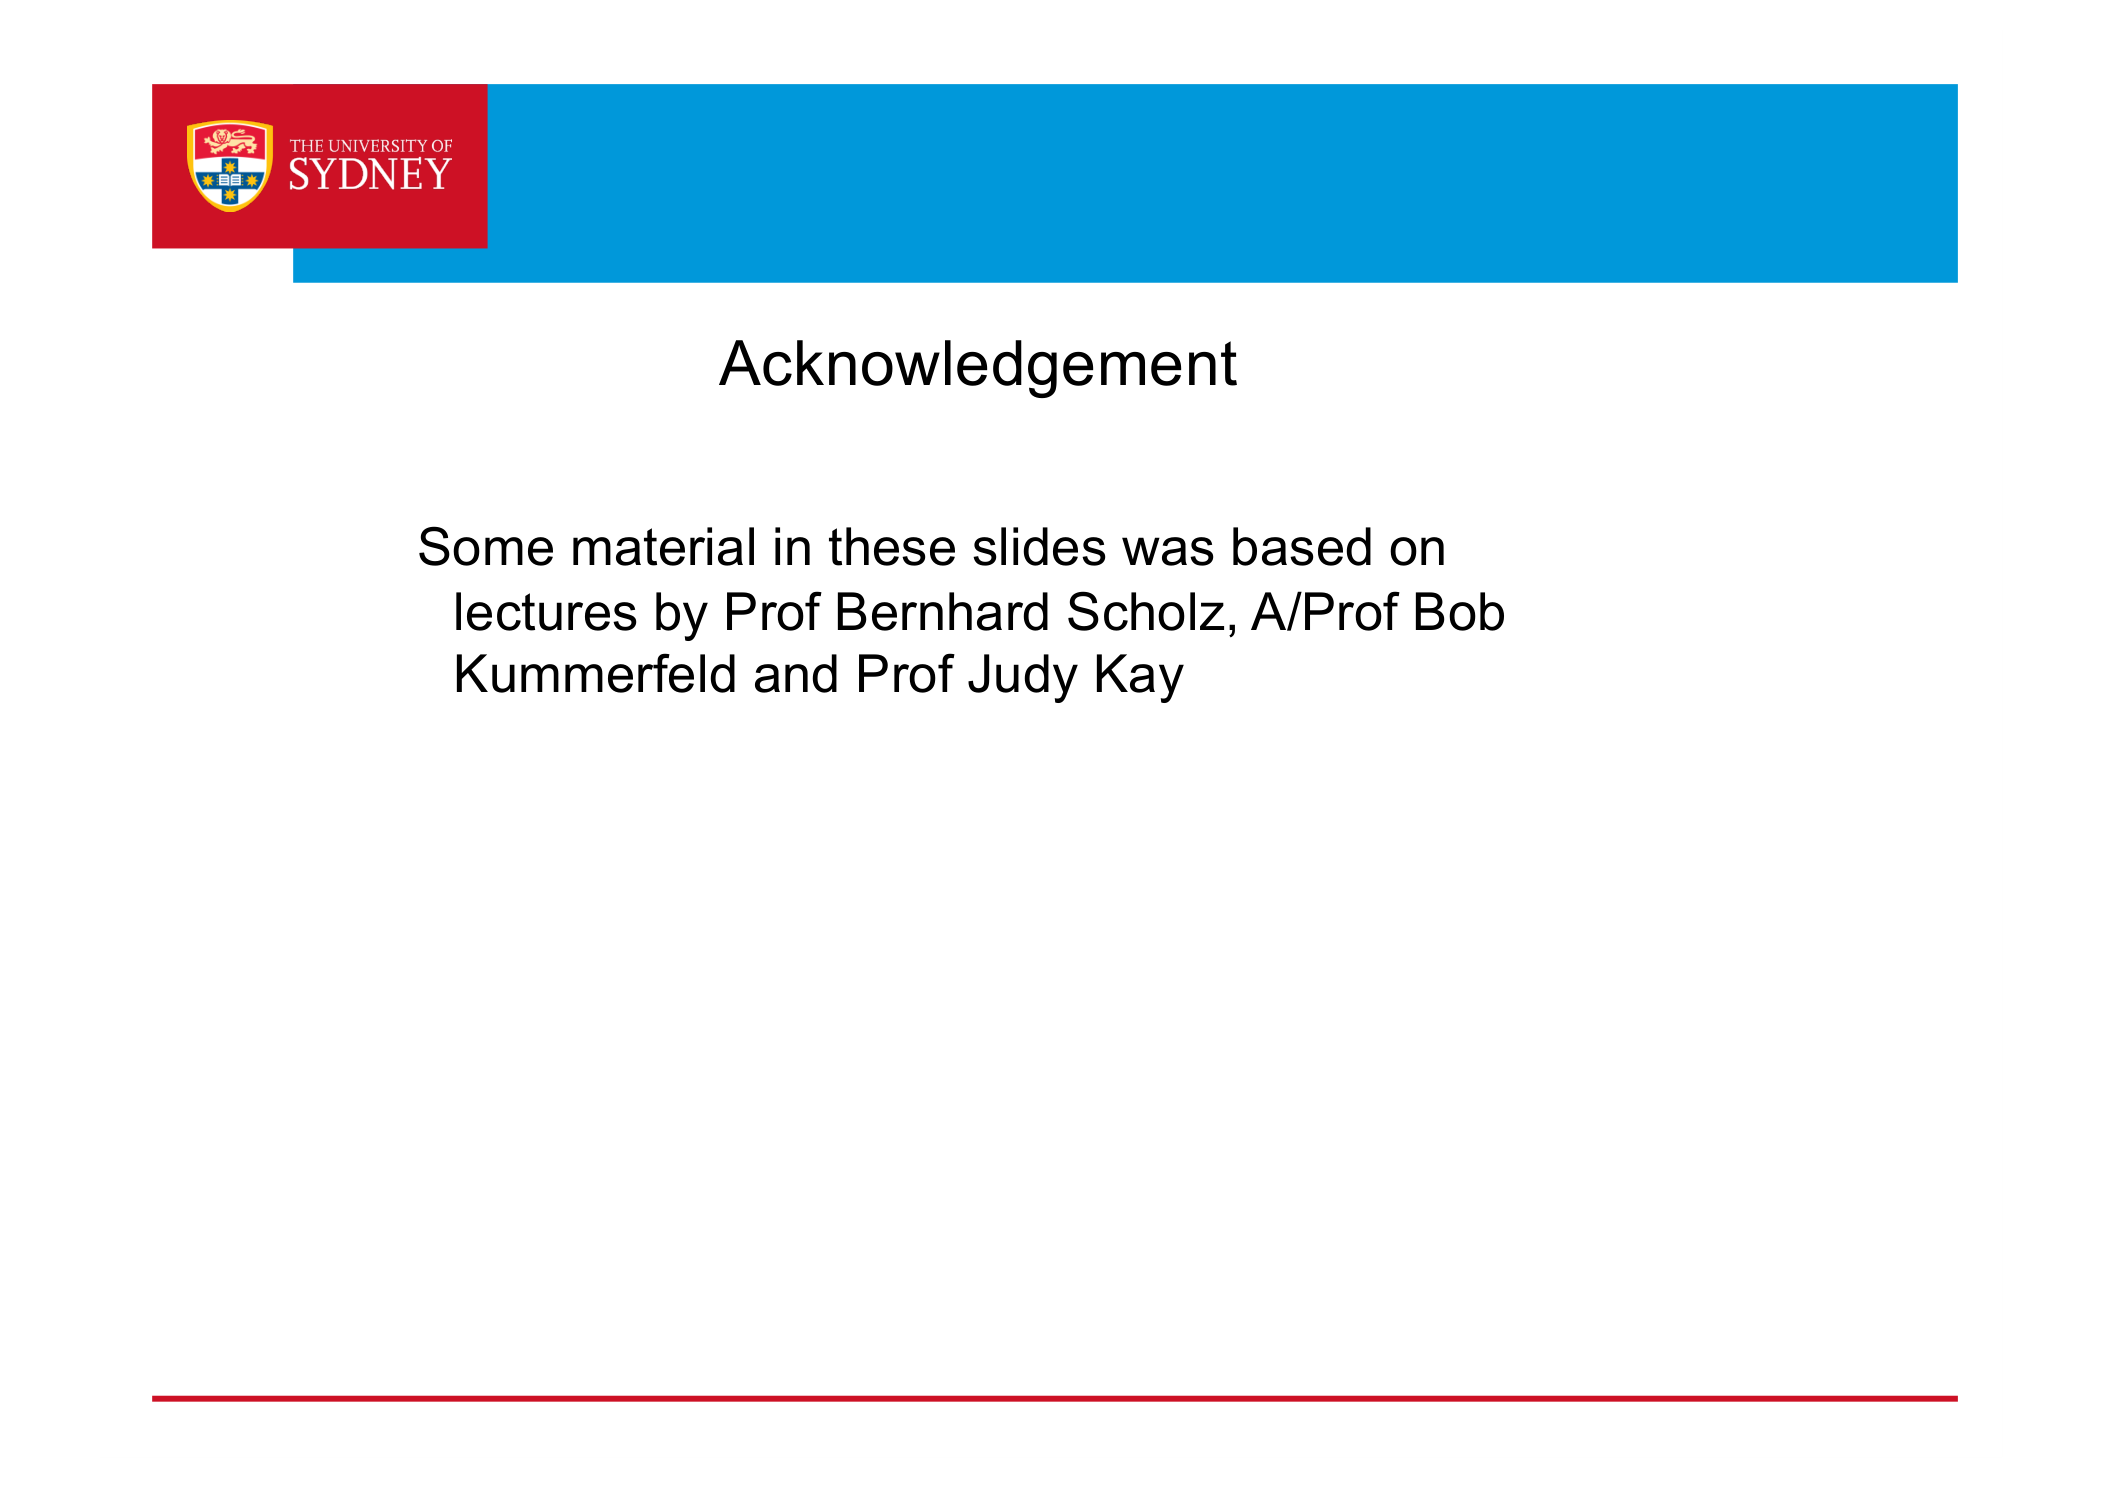 THE UNIVERSITY OF
SYDNEY
Acknowledgement
Some material in these slides was based on
lectures by Prof Bernhard Scholz, A/Prof Bob
Kummerfeld and Prof Judy Kay